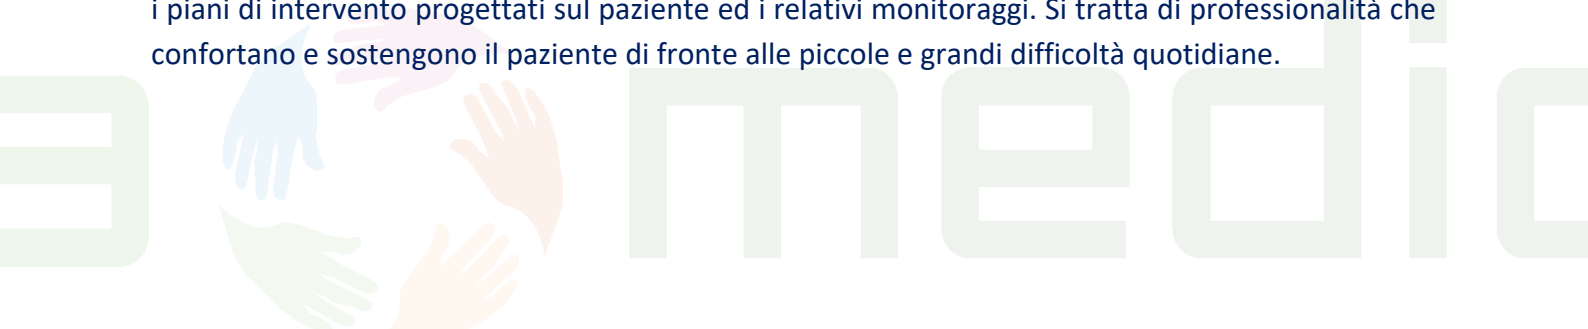 i piani di intervento progettati sul paziente ed i relativi monitoraggi. Si tratta di professionalità che
confortano e sostengono il paziente di fronte alle piccole e grandi difficoltà quotidiane.
a medic